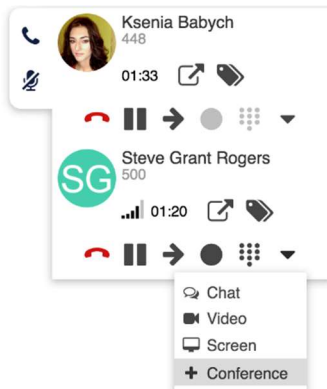 Ksenia Babych
448
01:33
Steve Grant Rogers
SG
500
01:20
Chat
Video
Screen
Conference